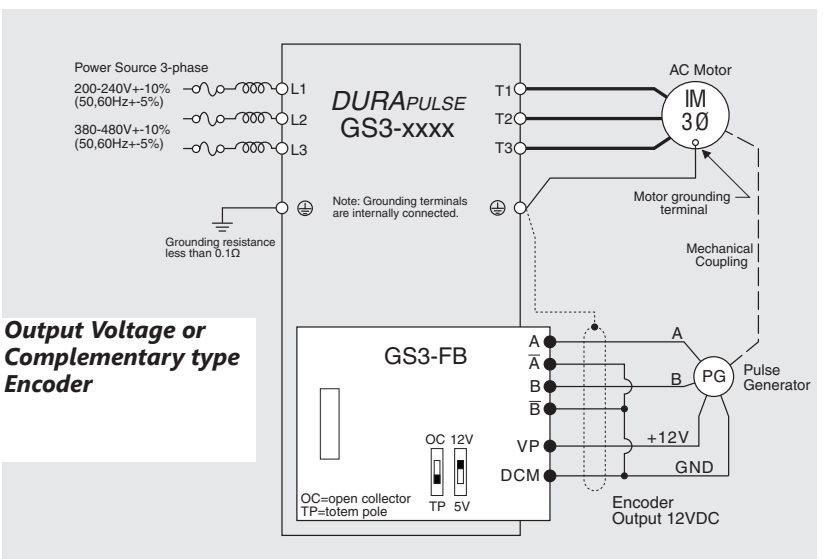 Power Source 3-phase
200-240V+-10%
(50,60Hz+-5%)
380-480V+-10%
(50,60Hz+-5%)
L1
L2
L3
DURAPULSE
GS3-xxxx
T1
T2
T3
AC Motor
IM
3Ø
Note: Grounding terminals
are internally connected.
Grounding resistance
less than 0.1Ω
Motor grounding
terminal
Mechanical
Coupling
Output Voltage or
Complementary type
Encoder
GS3-FB
A
A̅
B
B̅
VP
DCM
OC 12V
TP 5V
OC=open collector
TP=totem pole
A
B
+12V
GND
PG
Pulse
Generator
Encoder
Output 12VDC